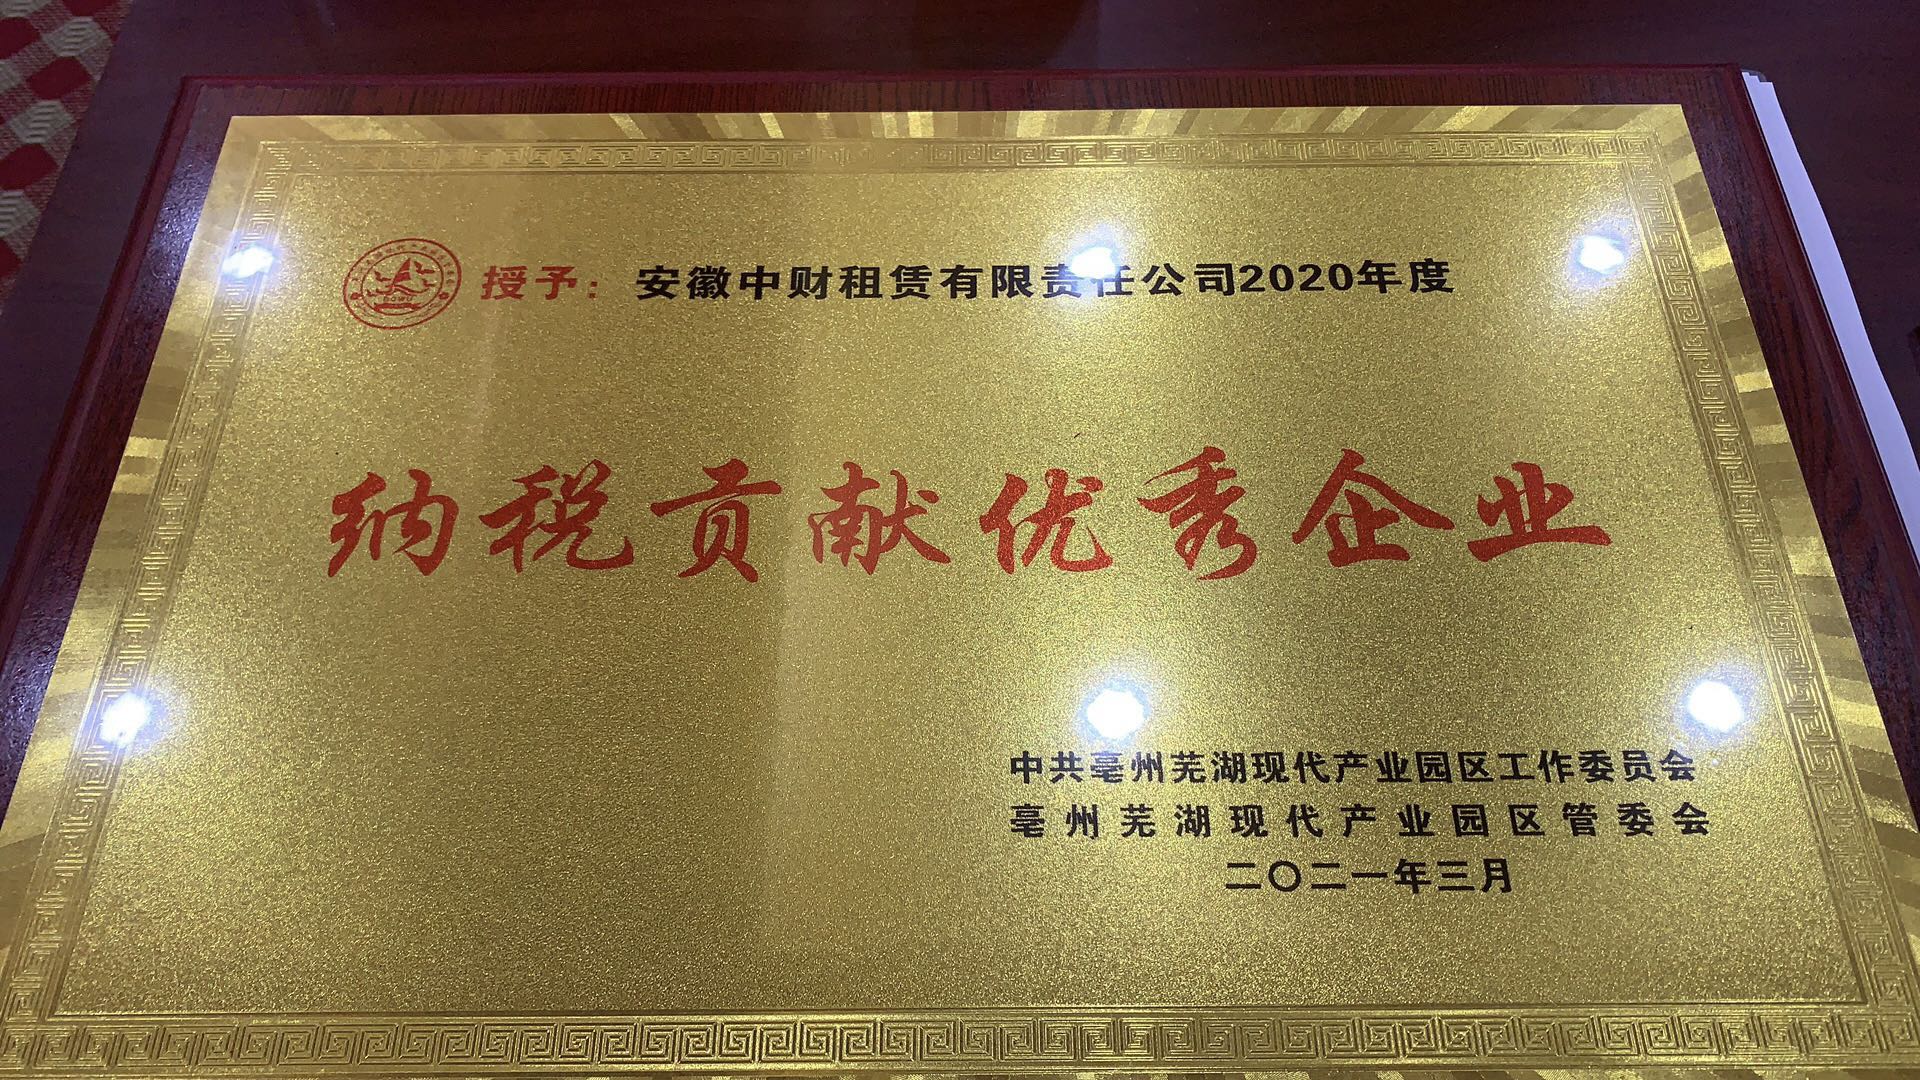 授予：安徽中财租赁有限责任公司2020年度
纳税贡献优秀企业
中共亳州芜湖现代产业园区工作委员会
亳州芜湖现代产业园区管委会
二〇二一年三月